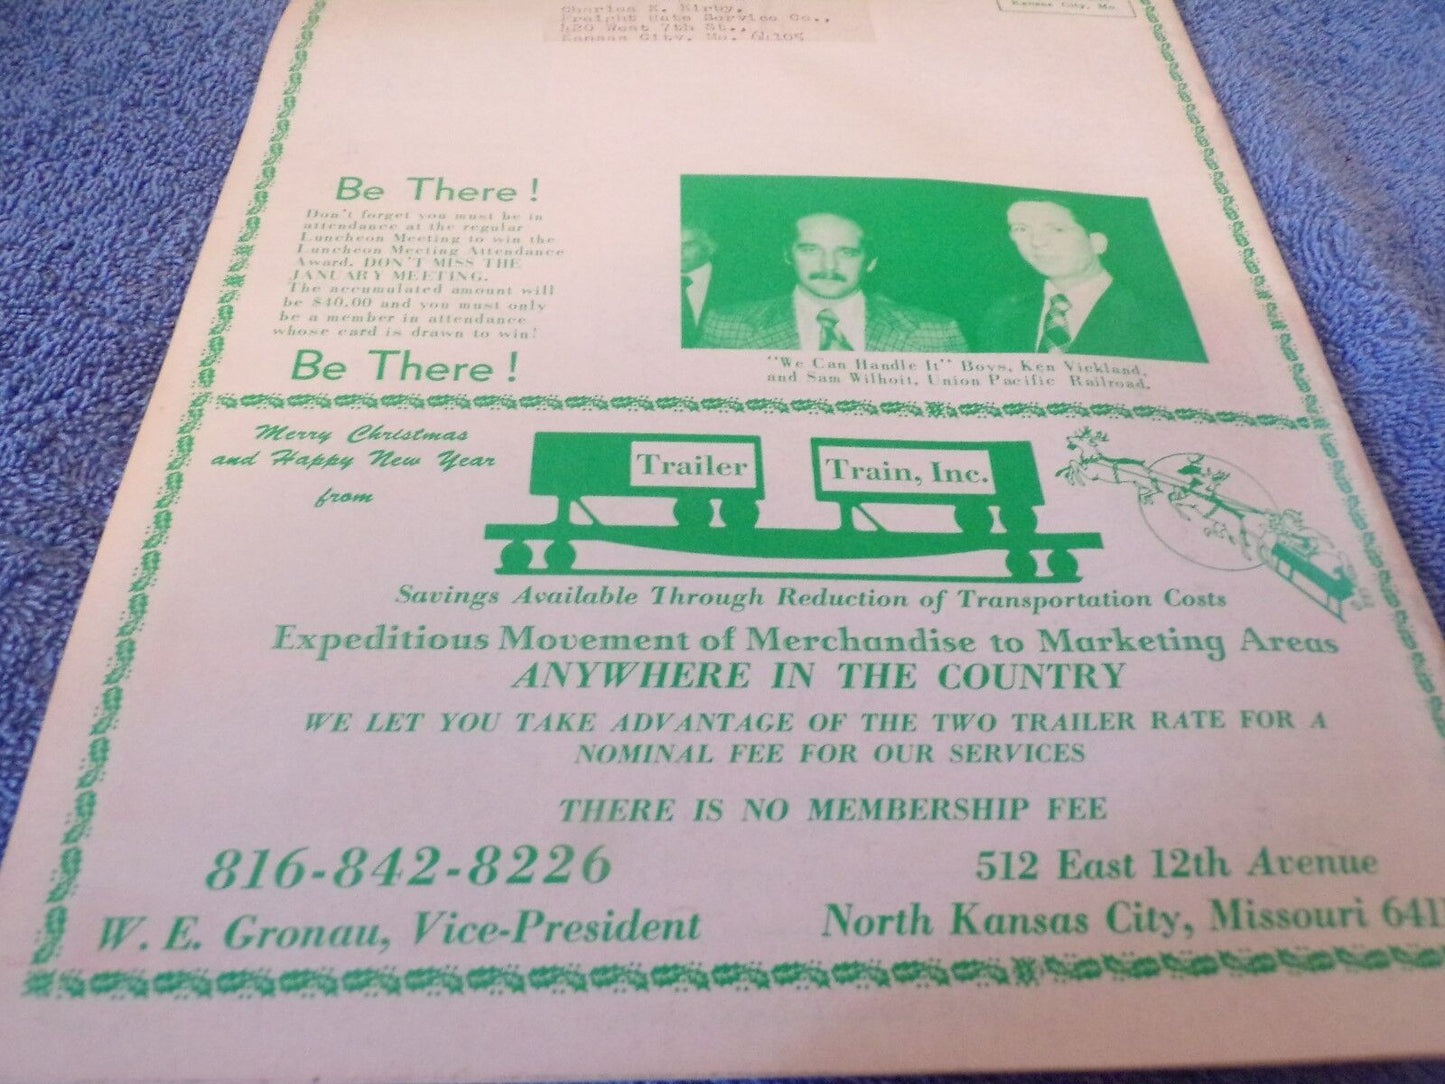 Charles E. Kirby,
Freight Rate Service Co.,
420 West 7th St.,
Kansas City, Mo. 64105
Kansas City, Mo.
Be There!
Don't forget you must be in
attendance at the regular
Luncheon Meeting to win the
Luncheon Meeting Attendance
Award. DON'T MISS THE
JANUARY MEETING.
The accumulated amount will
be $40.00 and you must only
be a member in attendance
whose card is drawn to win!
Be There!
"We Can Handle It" Boys, Ken Vickland,
and Sam Wilhoit, Union Pacific Railroad.
Merry Christmas
and Happy New Year
from
Trailer Train, Inc.
Savings Available Through Reduction of Transportation Costs
Expeditious Movement of Merchandise to Marketing Areas
ANYWHERE IN THE COUNTRY
WE LET YOU TAKE ADVANTAGE OF THE TWO TRAILER RATE FOR A
NOMINAL FEE FOR OUR SERVICES
THERE IS NO MEMBERSHIP FEE
816-842-8226
W. E. Gronau, Vice-President
512 East 12th Avenue
North Kansas City, Missouri 641